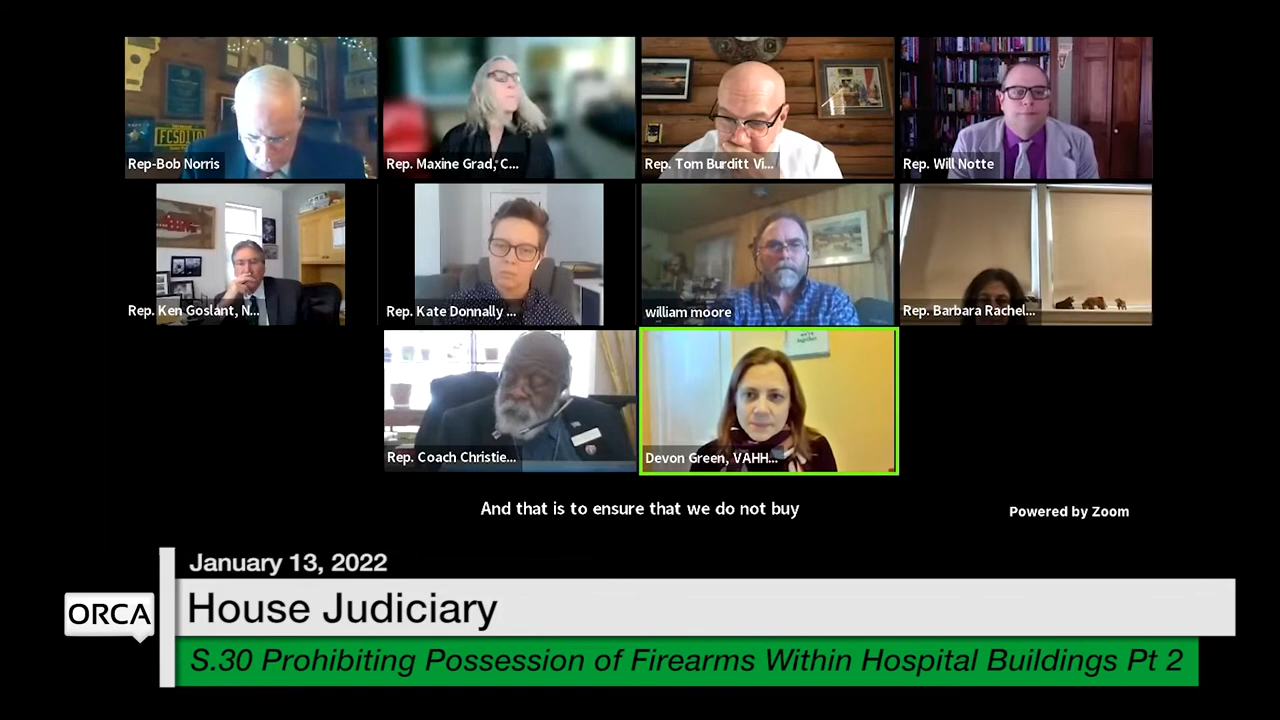 FCSD110
Rep-Bob Norris
Rep. Maxine Grad, C...
Rep. Tom Burditt Vi...
Rep. Will Notte
Rep. Ken Goslant, N...
Rep. Kate Donnally ...
william moore
Rep. Barbara Rachel...
together
Rep. Coach Christie...
Devon Green, VAHH...
And that is to ensure that we do not buy
Powered by Zoom
January 13, 2022
ORCA
House Judiciary
S.30 Prohibiting Possession of Firearms Within Hospital Buildings Pt 2